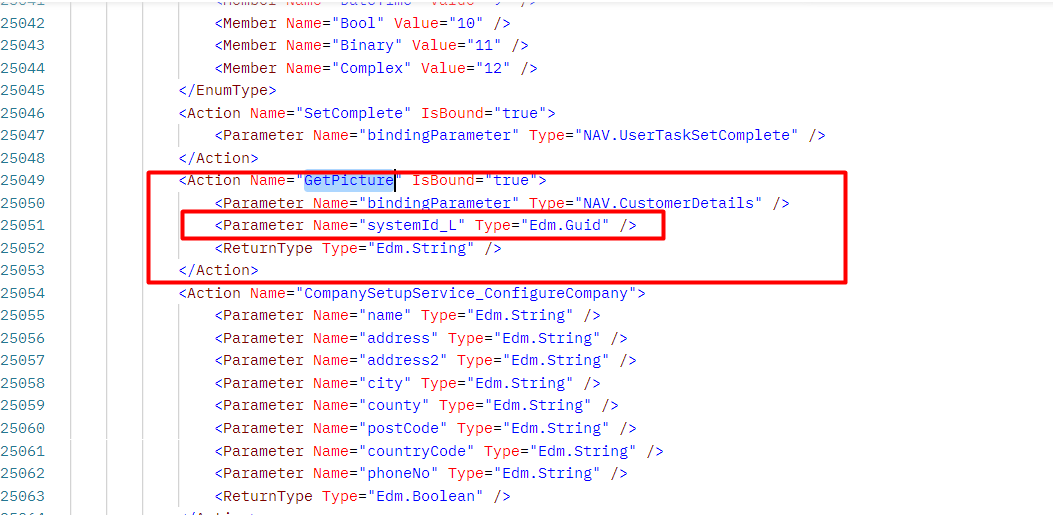 <Member Name="DateTime" Value="9" />
25042 <Member Name="Bool" Value="10" />
25043 <Member Name="Binary" Value="11" />
25044 <Member Name="Complex" Value="12" />
25045 </EnumType>
25046 <Action Name="SetComplete" IsBound="true">
25047 <Parameter Name="bindingParameter" Type="NAV.UserTaskSetComplete" />
25048 </Action>
25049 <Action Name="GetPicture" IsBound="true">
25050 <Parameter Name="bindingParameter" Type="NAV.CustomerDetails" />
25051 <Parameter Name="systemId_L" Type="Edm.Guid" />
25052 <ReturnType Type="Edm.String" />
25053 </Action>
25054 <Action Name="CompanySetupService_ConfigureCompany">
25055 <Parameter Name="name" Type="Edm.String" />
25056 <Parameter Name="address" Type="Edm.String" />
25057 <Parameter Name="address2" Type="Edm.String" />
25058 <Parameter Name="city" Type="Edm.String" />
25059 <Parameter Name="county" Type="Edm.String" />
25060 <Parameter Name="postCode" Type="Edm.String" />
25061 <Parameter Name="countryCode" Type="Edm.String" />
25062 <Parameter Name="phoneNo" Type="Edm.String" />
25063 <ReturnType Type="Edm.Boolean" />